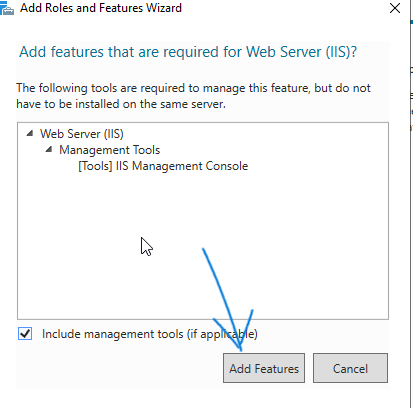 Add Roles and Features Wizard
Add features that are required for Web Server (IIS)?
The following tools are required to manage this feature, but do not
have to be installed on the same server.
Web Server (IIS)
Management Tools
[Tools] IIS Management Console
Include management tools (if applicable)
Add Features
Cancel